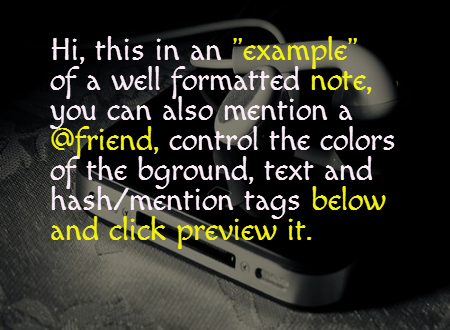 Hi, this in an "example"
of a well formatted note,
you can also mention a
@friend, control the colors
of the bground, text and
hash/mention tags below
and click preview it.